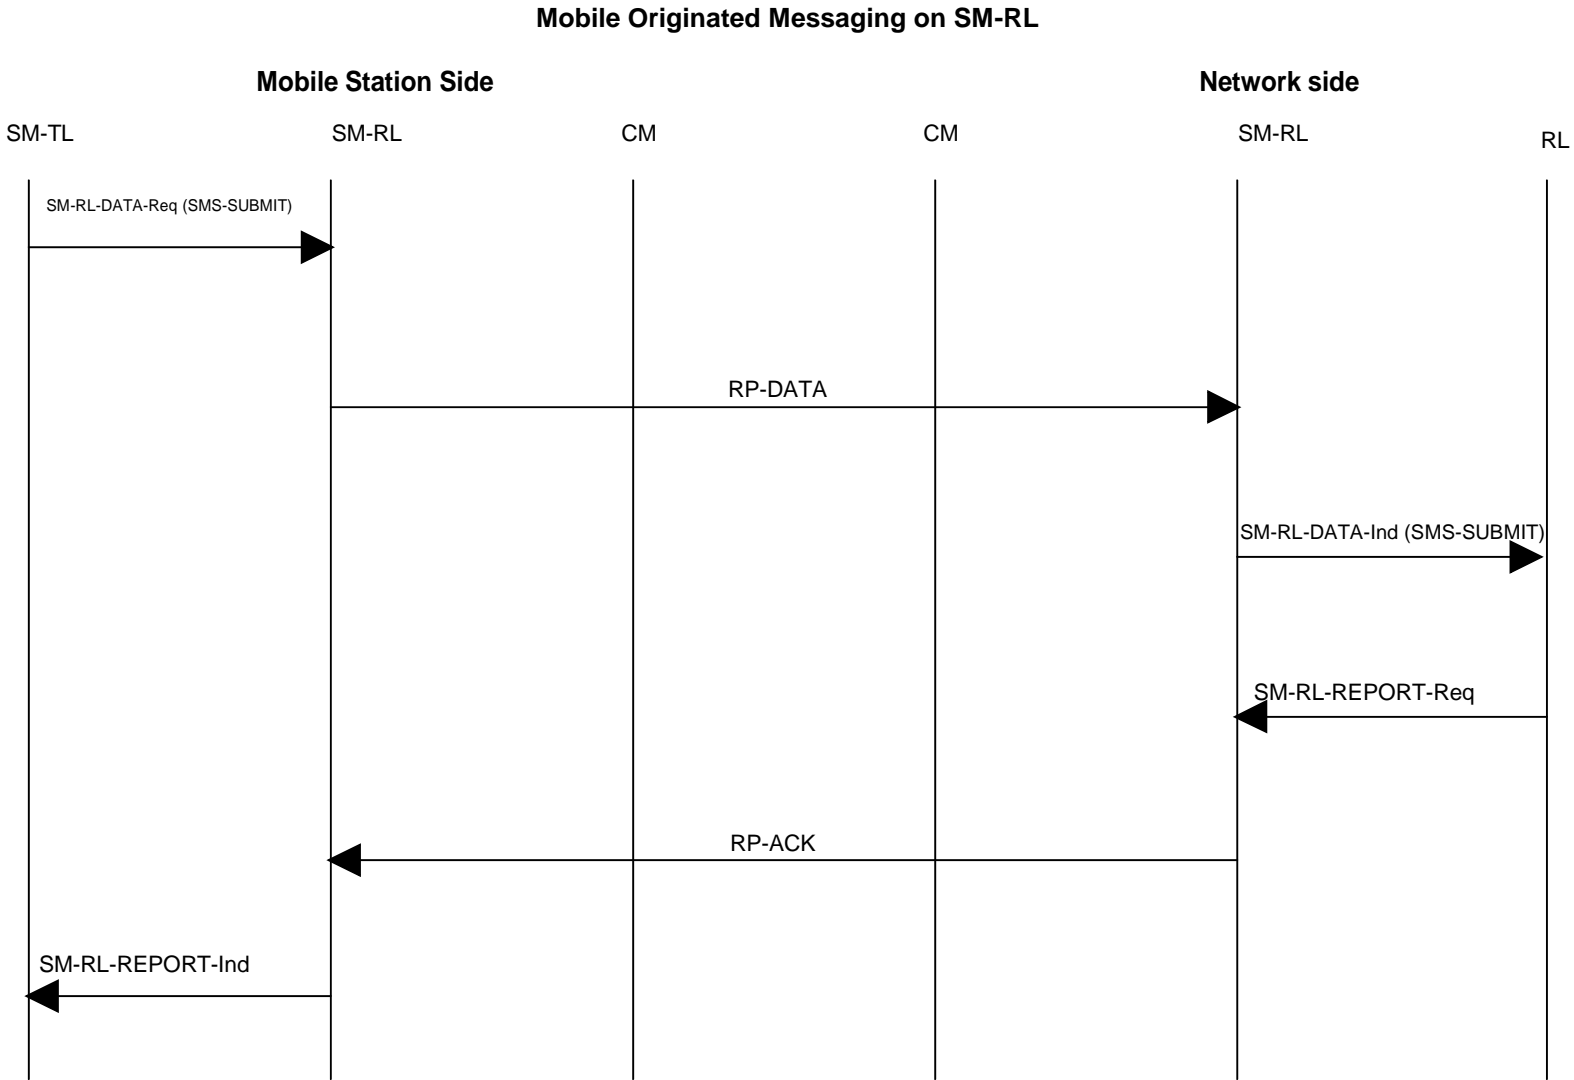 Mobile Originated Messaging on SM-RL
Mobile Station Side
Network side
SM-TL
SM-RL
CM
CM
SM-RL
RL
SM-RL-DATA-Req (SMS-SUBMIT)
RP-DATA
SM-RL-DATA-Ind (SMS-SUBMIT)
SM-RL-REPORT-Req
RP-ACK
SM-RL-REPORT-Ind